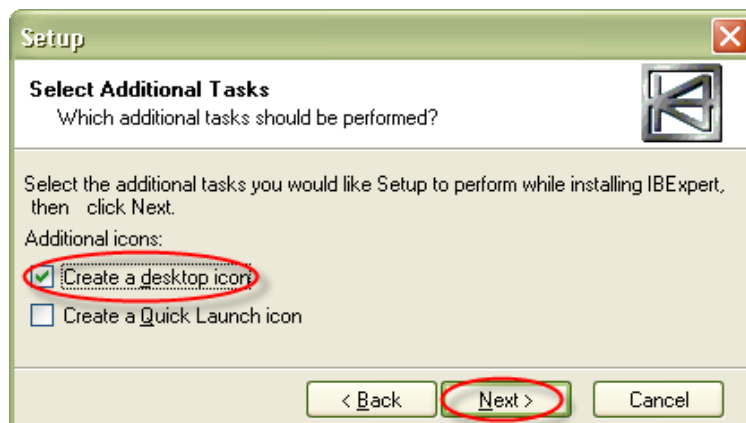 Setup
Select Additional Tasks
Which additional tasks should be performed?
Select the additional tasks you would like Setup to perform while installing IBExpert,
then click Next.
Additional icons:
Create a desktop icon
Create a Quick Launch icon
< Back
Next >
Cancel